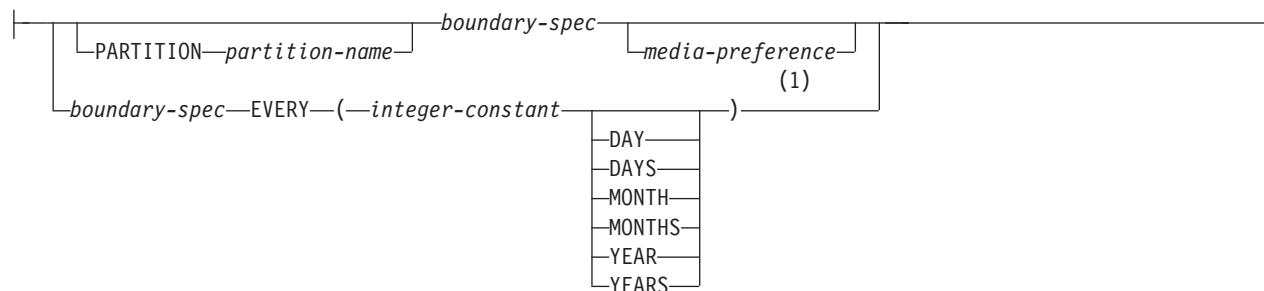 boundary-spec
PARTITION partition-name
media-preference
(1)
boundary-spec EVERY ( integer-constant )
DAY
DAYS
MONTH
MONTHS
YEAR
YEARS